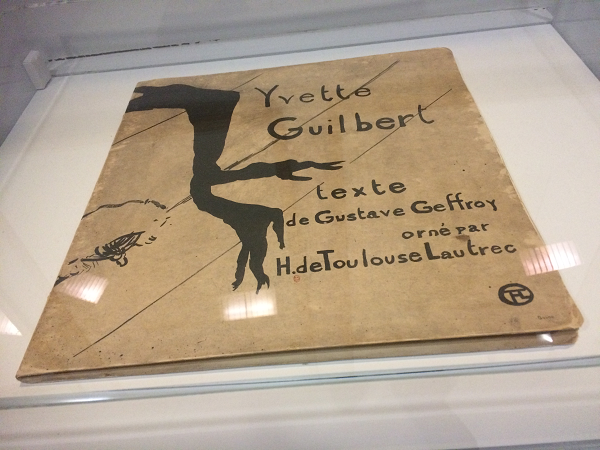 Yvette
Guilbert
texte
de Gustave Geffroy
orné par
H. de Toulouse Lautrec